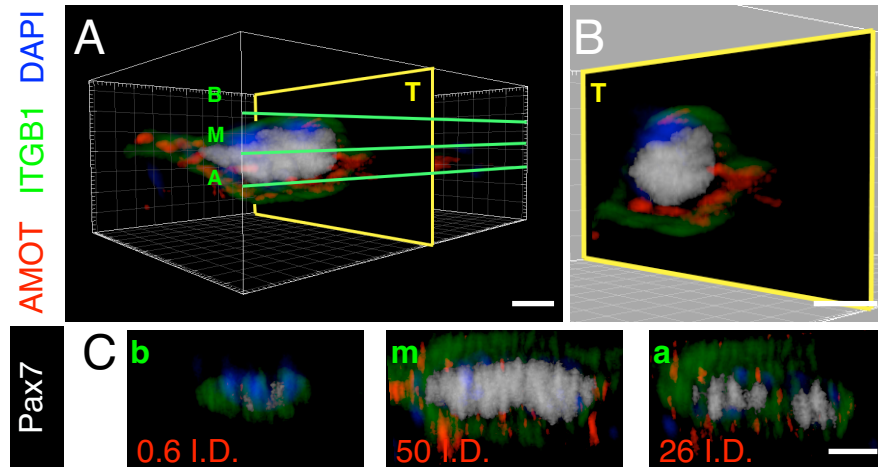 AMOT ITGB1 DAPI
A
B
M
A
T
B
T
Pax7
C
b
0.6 I.D.
m
50 I.D.
a
26 I.D.